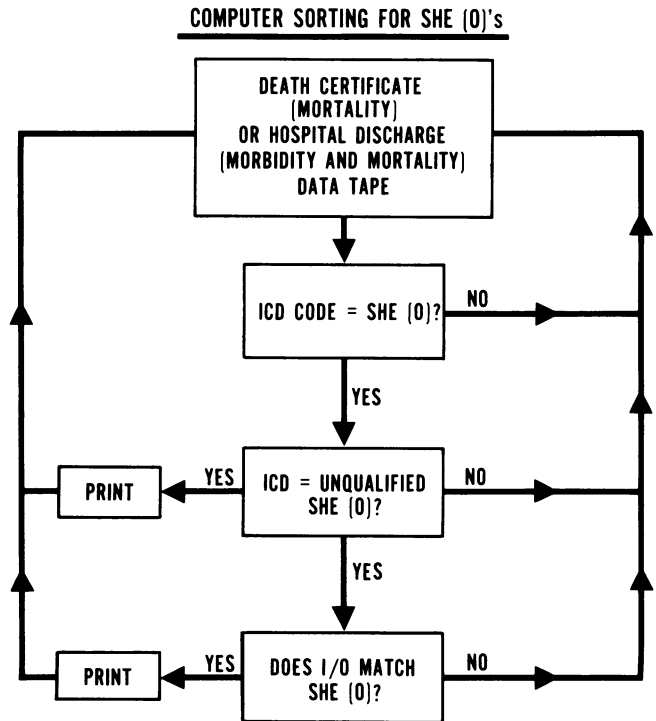 COMPUTER SORTING FOR SHE (O)'s
DEATH CERTIFICATE
(MORTALITY)
OR HOSPITAL DISCHARGE
(MORBIDITY AND MORTALITY)
DATA TAPE
ICD CODE = SHE (O)?
NO
YES
PRINT
YES
ICD = UNQUALIFIED
SHE (O)?
NO
YES
PRINT
YES
DOES I/O MATCH
SHE (O)?
NO